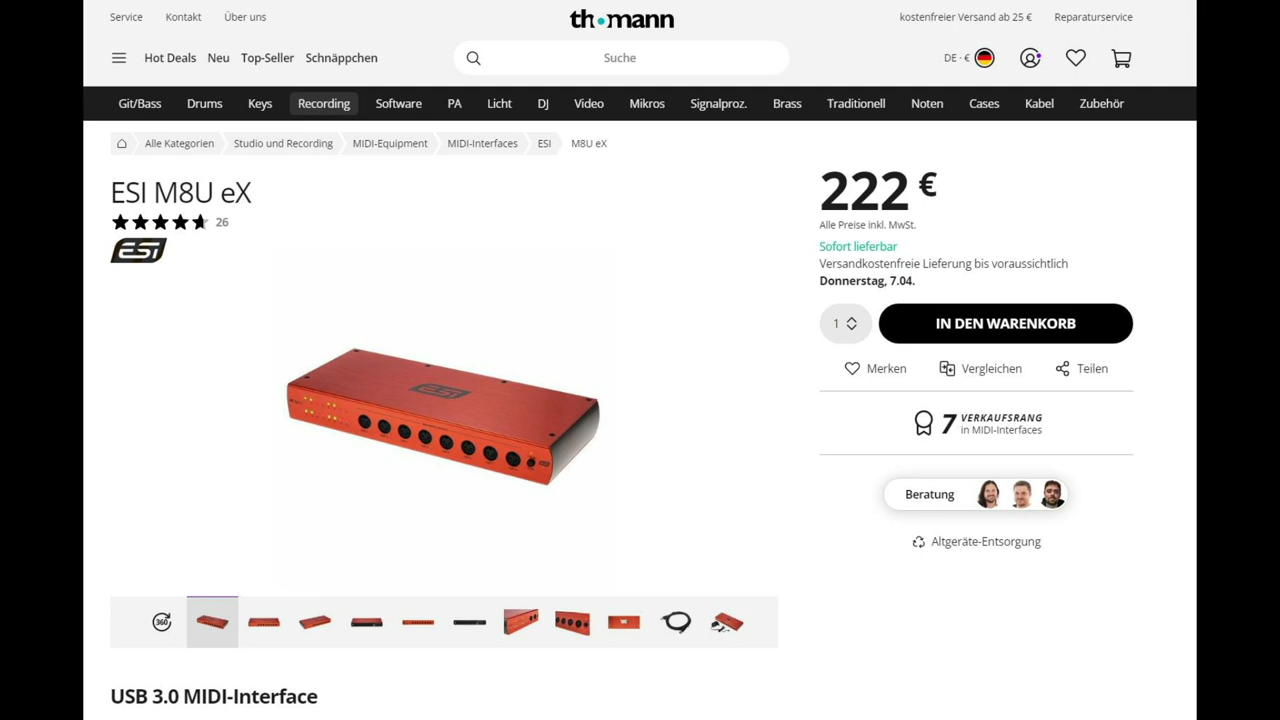 Service Kontakt Über uns
th•mann
kostenfreier Versand ab 25 € Reparaturservice
Hot Deals Neu Top-Seller Schnäppchen
Suche
DE · €
Git/Bass Drums Keys Recording Software PA Licht DJ Video Mikros Signalproz. Brass Traditionell Noten Cases Kabel Zubehör
Alle Kategorien Studio und Recording MIDI-Equipment MIDI-Interfaces ESI M8U eX
ESI M8U eX
26
ESI
ESI
360
USB 3.0 MIDI-Interface
222 €
Alle Preise inkl. MwSt.
Sofort lieferbar
Versandkostenfreie Lieferung bis voraussichtlich
Donnerstag, 7.04.
1
IN DEN WARENKORB
Merken Vergleichen Teilen
7 VERKAUFSRANG
in MIDI-Interfaces
Beratung
Altgeräte-Entsorgung